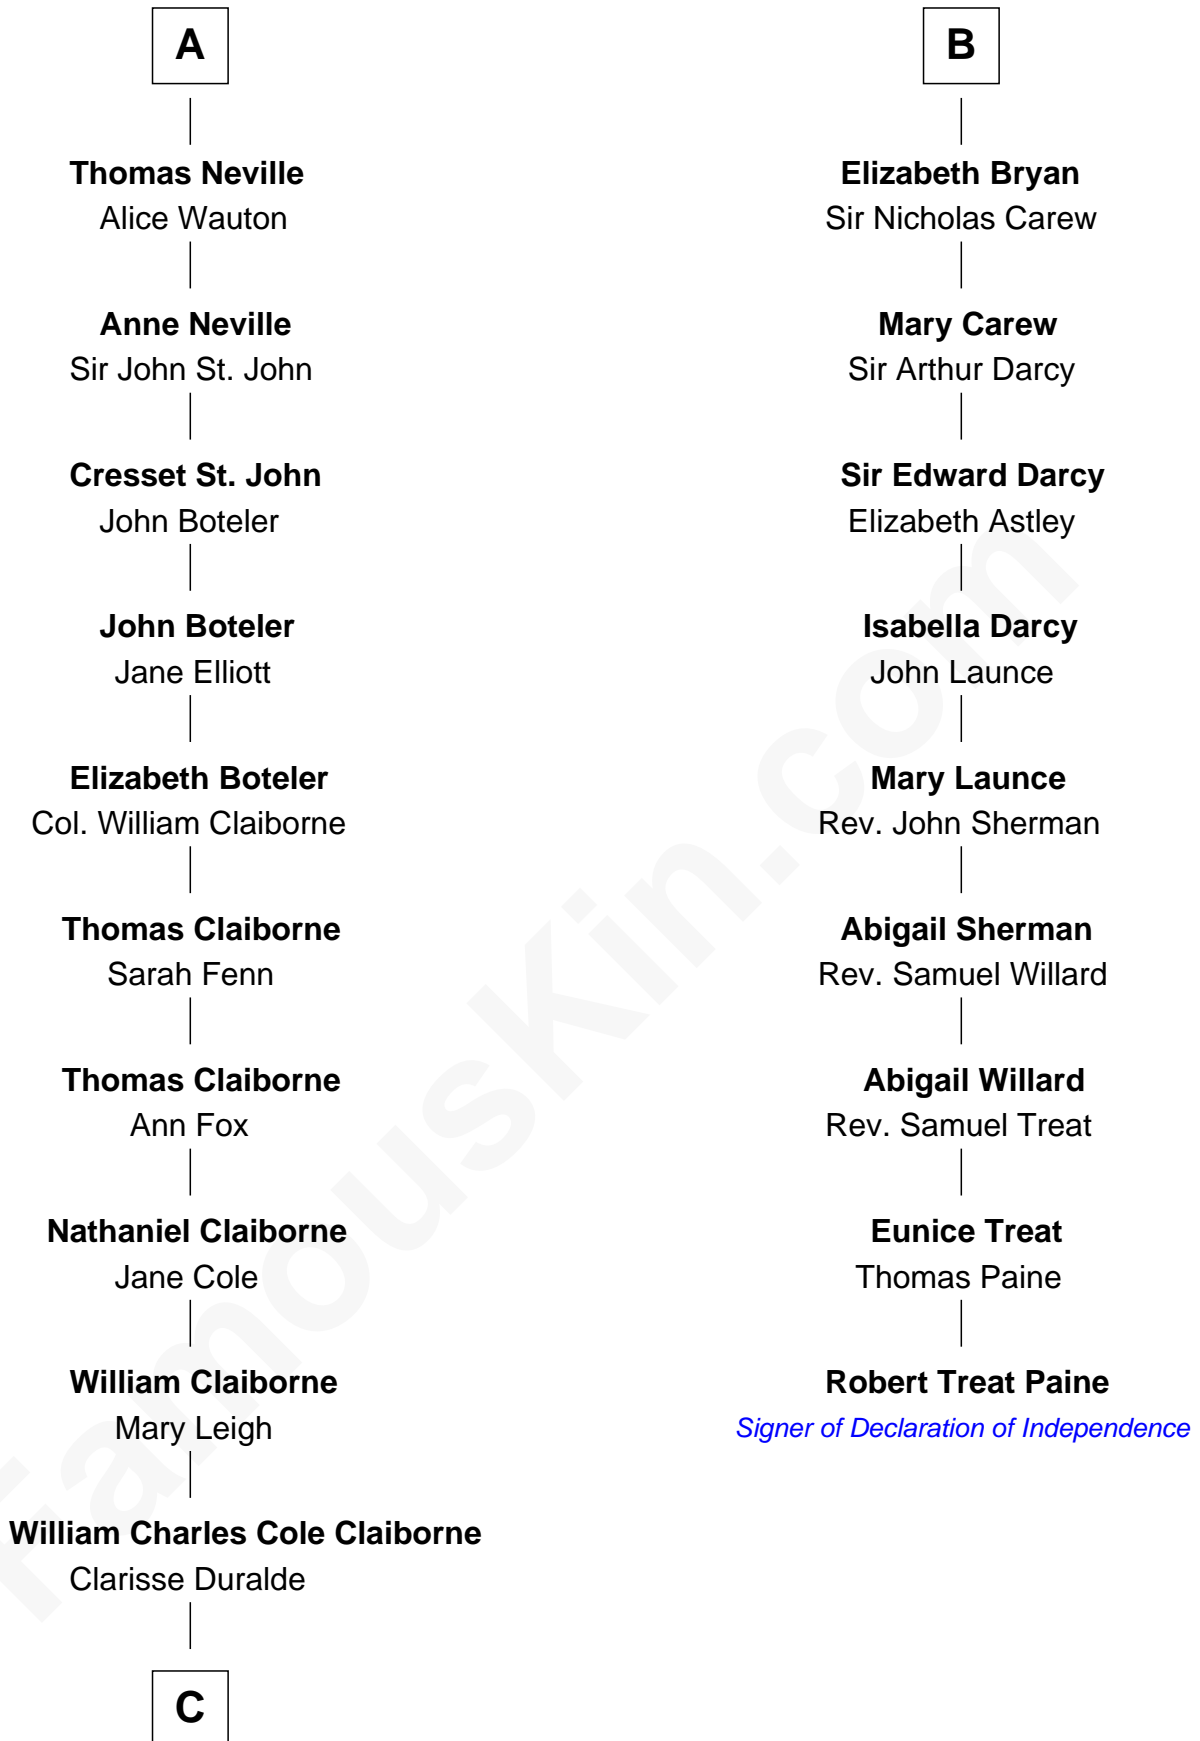 A
Thomas Neville
Alice Wauton
Anne Neville
Sir John St. John
Cresset St. John
John Boteler
John Boteler
Jane Elliott
Elizabeth Boteler
Col. William Claiborne
Thomas Claiborne
Sarah Fenn
Thomas Claiborne
Ann Fox
Nathaniel Claiborne
Jane Cole
William Claiborne
Mary Leigh
William Charles Cole Claiborne
Clarisse Duralde
C
B
Elizabeth Bryan
Sir Nicholas Carew
Mary Carew
Sir Arthur Darcy
Sir Edward Darcy
Elizabeth Astley
Isabella Darcy
John Launce
Mary Launce
Rev. John Sherman
Abigail Sherman
Rev. Samuel Willard
Abigail Willard
Rev. Samuel Treat
Eunice Treat
Thomas Paine
Robert Treat Paine
Signer of Declaration of Independence
FamousKin.com